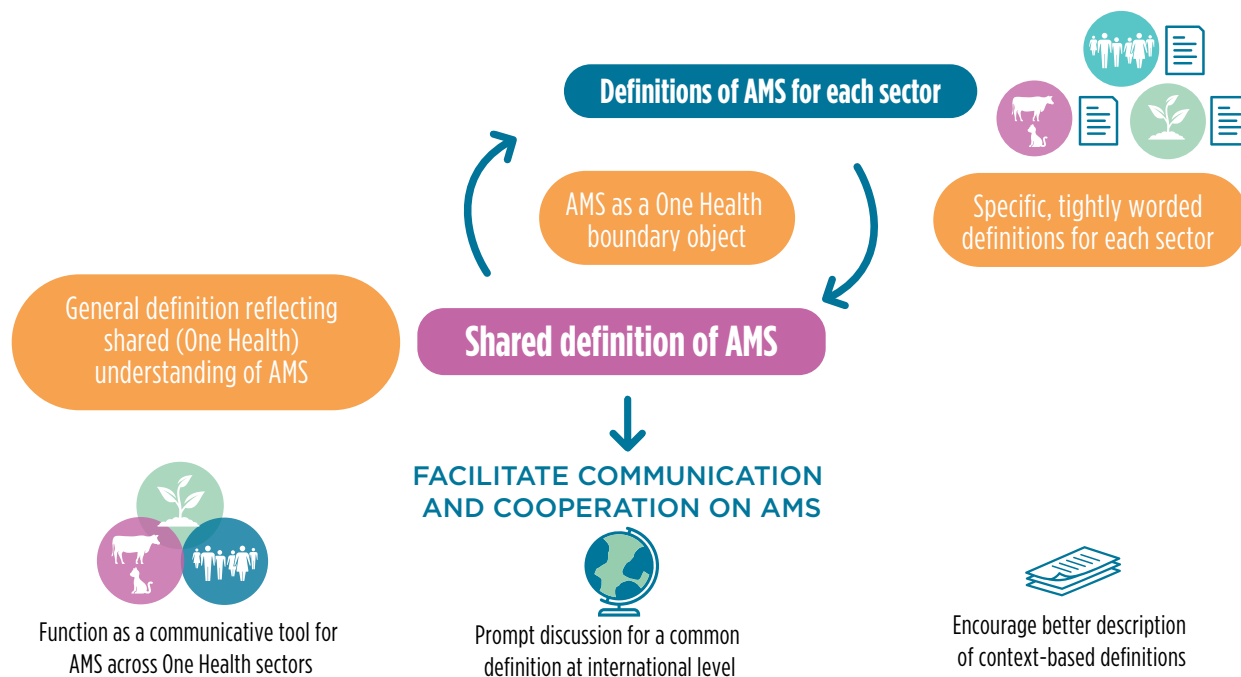 Definitions of AMS for each sector
AMS as a One Health
boundary object
Specific, tightly worded
definitions for each sector
General definition reflecting
shared (One Health)
understanding of AMS
Shared definition of AMS
FACILITATE COMMUNICATION
AND COOPERATION ON AMS
Function as a communicative tool for
AMS across One Health sectors
Prompt discussion for a common
definition at international level
Encourage better description
of context-based definitions